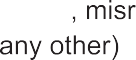 , misr
any other)